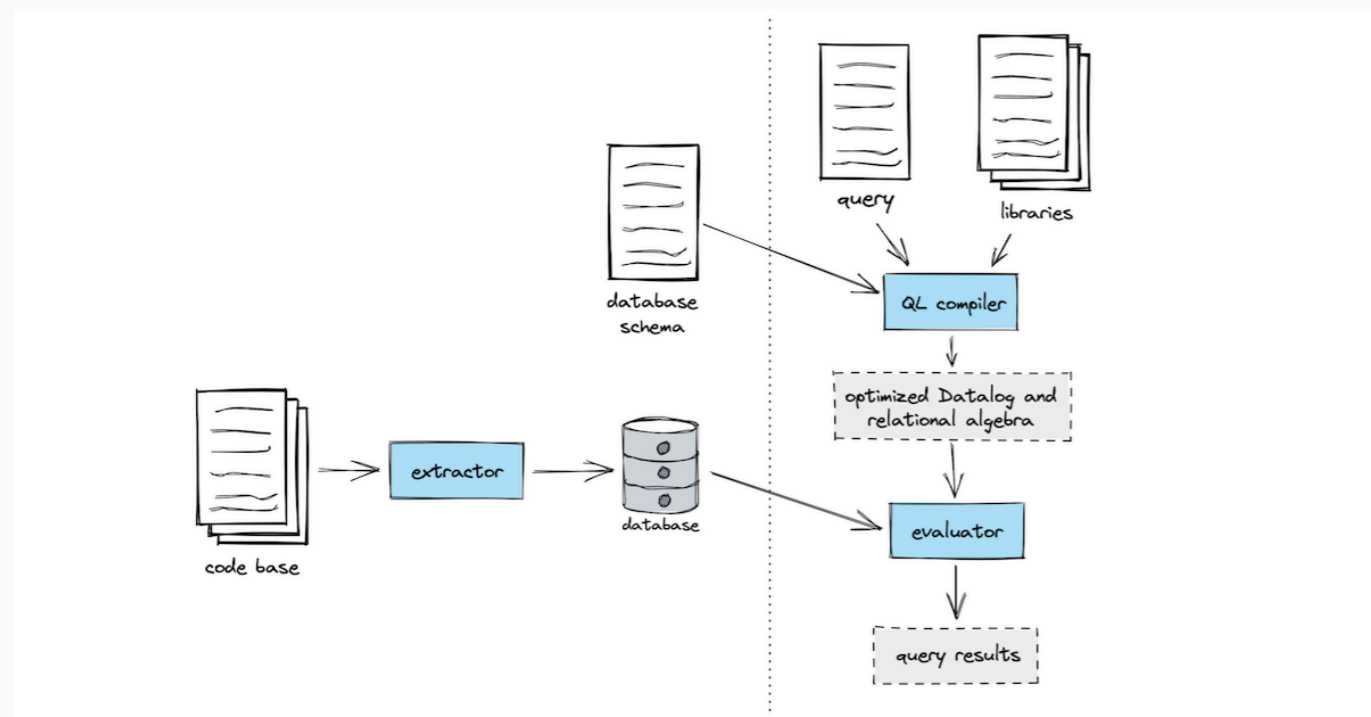 query
libraries
database
schema
QL compiler
optimized Datalog and
relational algebra
code base
extractor
database
evaluator
query results